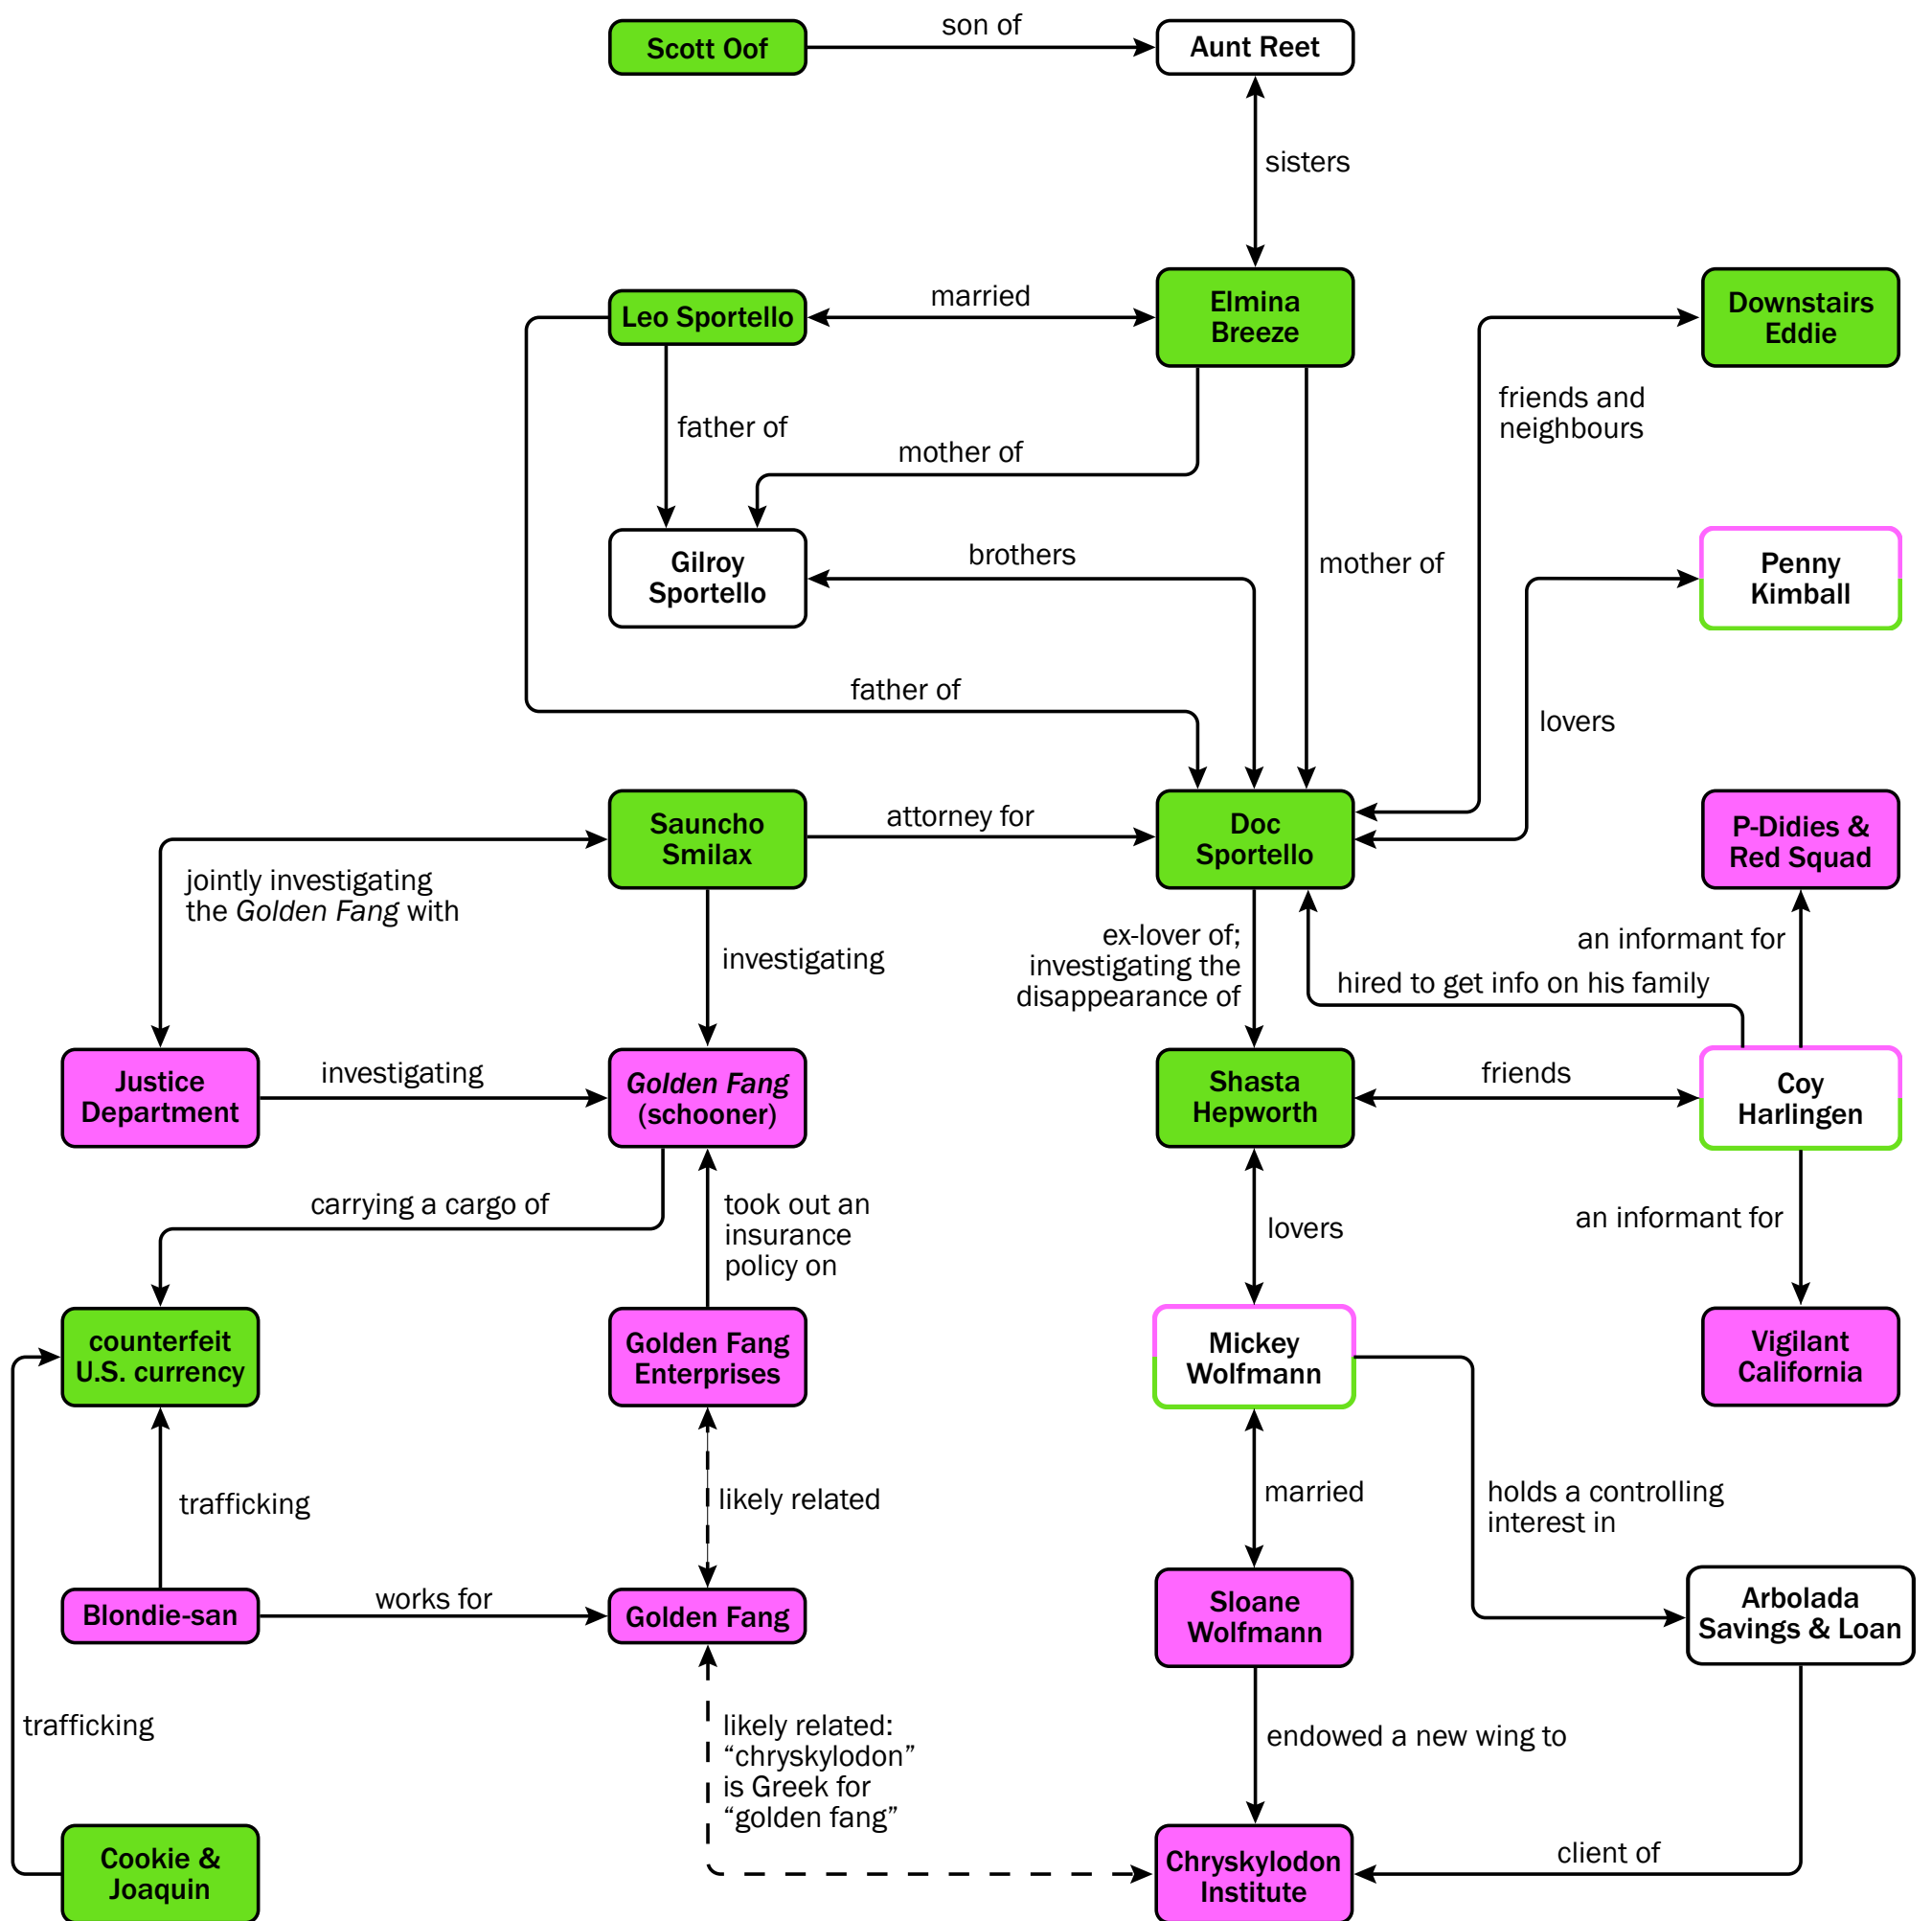 Scott Oof
son of
Aunt Reet
sisters
Leo Sportello
married
Elmina
Breeze
Downstairs
Eddie
friends and
neighbours
father of
mother of
Gilroy
Sportello
brothers
mother of
Penny
Kimball
father of
lovers
Sauncho
Smilax
attorney for
Doc
Sportello
P-Didies &
Red Squad
jointly investigating
the Golden Fang with
investigating
ex-lover of;
investigating the
disappearance of
an informant for
hired to get info on his family
Justice
Department
investigating
Golden Fang
(schooner)
Shasta
Hepworth
friends
Coy
Harlingen
carrying a cargo of
took out an
insurance
policy on
lovers
an informant for
counterfeit
U.S. currency
Golden Fang
Enterprises
Mickey
Wolfmann
Vigilant
California
trafficking
likely related
married
holds a controlling
interest in
Blondie-san
works for
Golden Fang
Sloane
Wolfmann
Arbolada
Savings & Loan
trafficking
likely related:
“chryskylodon”
is Greek for
“golden fang”
endowed a new wing to
Cookie &
Joaquin
Chryskylodon
Institute
client of